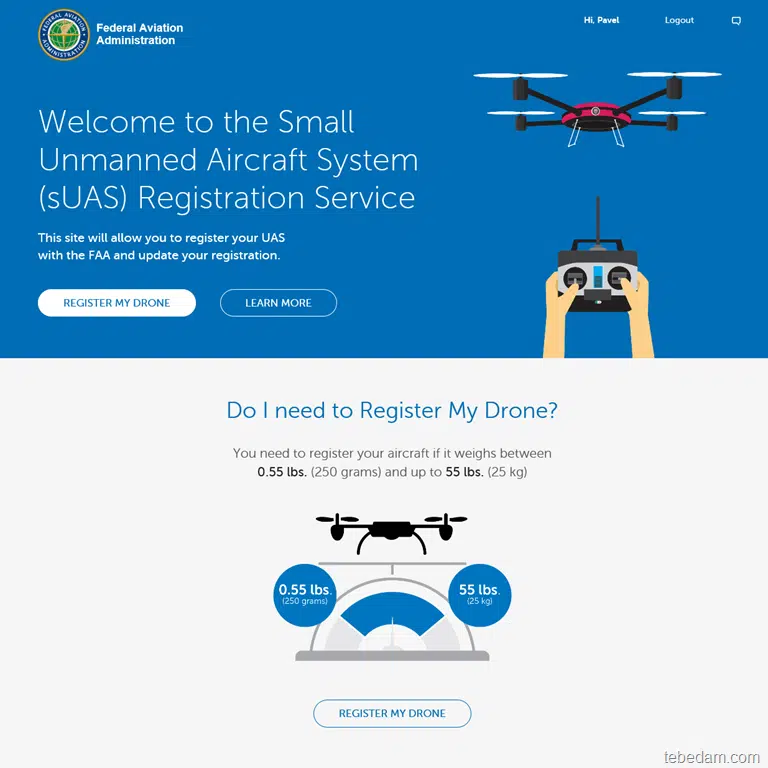 Federal Aviation
Administration
Hi, Pavel
Logout
Welcome to the Small
Unmanned Aircraft System
(sUAS) Registration Service
This site will allow you to register your UAS
with the FAA and update your registration.
REGISTER MY DRONE
LEARN MORE
Do I need to Register My Drone?
You need to register your aircraft if it weighs between
0.55 lbs. (250 grams) and up to 55 lbs. (25 kg)
0.55 lbs.
(250 grams)
55 lbs.
(25 kg)
REGISTER MY DRONE
tebedam.com